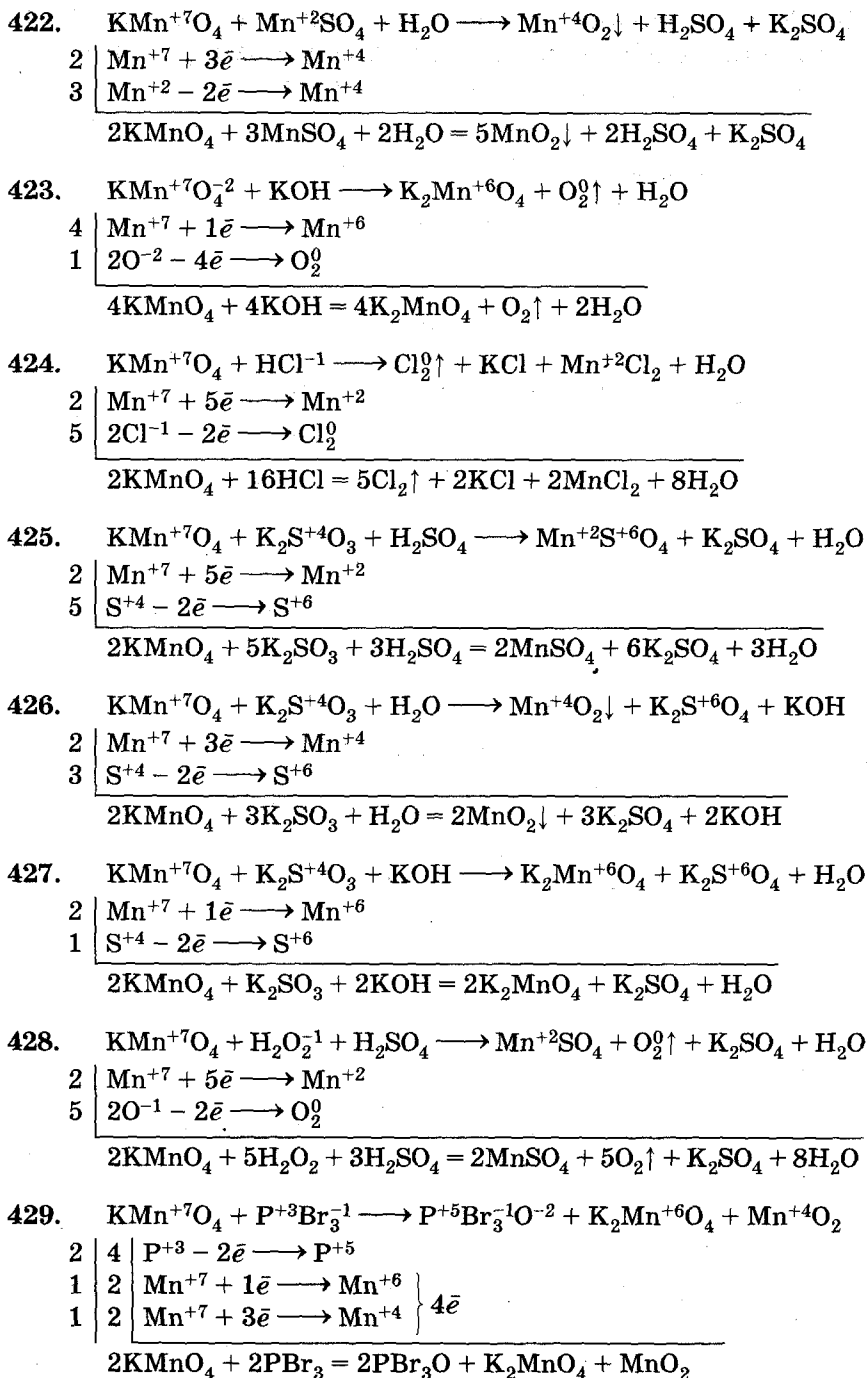 422. KMn⁺⁷O₄ + Mn⁺²SO₄ + H₂O ⟶ Mn⁺⁴O₂↓ + H₂SO₄ + K₂SO₄
2 | Mn⁺⁷ + 3ē ⟶ Mn⁺⁴
3 | Mn⁺² − 2ē ⟶ Mn⁺⁴
2KMnO₄ + 3MnSO₄ + 2H₂O = 5MnO₂↓ + 2H₂SO₄ + K₂SO₄
423. KMn⁺⁷O₄⁻² + KOH ⟶ K₂Mn⁺⁶O₄ + O₂⁰↑ + H₂O
4 | Mn⁺⁷ + 1ē ⟶ Mn⁺⁶
1 | 2O⁻² − 4ē ⟶ O₂⁰
4KMnO₄ + 4KOH = 4K₂MnO₄ + O₂↑ + 2H₂O
424. KMn⁺⁷O₄ + HCl⁻¹ ⟶ Cl₂⁰↑ + KCl + Mn⁺²Cl₂ + H₂O
2 | Mn⁺⁷ + 5ē ⟶ Mn⁺²
5 | 2Cl⁻¹ − 2ē ⟶ Cl₂⁰
2KMnO₄ + 16HCl = 5Cl₂↑ + 2KCl + 2MnCl₂ + 8H₂O
425. KMn⁺⁷O₄ + K₂S⁺⁴O₃ + H₂SO₄ ⟶ Mn⁺²S⁺⁶O₄ + K₂SO₄ + H₂O
2 | Mn⁺⁷ + 5ē ⟶ Mn⁺²
5 | S⁺⁴ − 2ē ⟶ S⁺⁶
2KMnO₄ + 5K₂SO₃ + 3H₂SO₄ = 2MnSO₄ + 6K₂SO₄ + 3H₂O
426. KMn⁺⁷O₄ + K₂S⁺⁴O₃ + H₂O ⟶ Mn⁺⁴O₂↓ + K₂S⁺⁶O₄ + KOH
2 | Mn⁺⁷ + 3ē ⟶ Mn⁺⁴
3 | S⁺⁴ − 2ē ⟶ S⁺⁶
2KMnO₄ + 3K₂SO₃ + H₂O = 2MnO₂↓ + 3K₂SO₄ + 2KOH
427. KMn⁺⁷O₄ + K₂S⁺⁴O₃ + KOH ⟶ K₂Mn⁺⁶O₄ + K₂S⁺⁶O₄ + H₂O
2 | Mn⁺⁷ + 1ē ⟶ Mn⁺⁶
1 | S⁺⁴ − 2ē ⟶ S⁺⁶
2KMnO₄ + K₂SO₃ + 2KOH = 2K₂MnO₄ + K₂SO₄ + H₂O
428. KMn⁺⁷O₄ + H₂O₂⁻¹ + H₂SO₄ ⟶ Mn⁺²SO₄ + O₂⁰↑ + K₂SO₄ + H₂O
2 | Mn⁺⁷ + 5ē ⟶ Mn⁺²
5 | 2O⁻¹ − 2ē ⟶ O₂⁰
2KMnO₄ + 5H₂O₂ + 3H₂SO₄ = 2MnSO₄ + 5O₂↑ + K₂SO₄ + 8H₂O
429. KMn⁺⁷O₄ + P⁺³Br₃⁻¹ ⟶ P⁺⁵Br₃⁻¹O⁻² + K₂Mn⁺⁶O₄ + Mn⁺⁴O₂
2 | 4 | P⁺³ − 2ē ⟶ P⁺⁵
1 | 2 | Mn⁺⁷ + 1ē ⟶ Mn⁺⁶ } 4ē
1 | 2 | Mn⁺⁷ + 3ē ⟶ Mn⁺⁴
2KMnO₄ + 2PBr₃ = 2PBr₃O + K₂MnO₄ + MnO₂